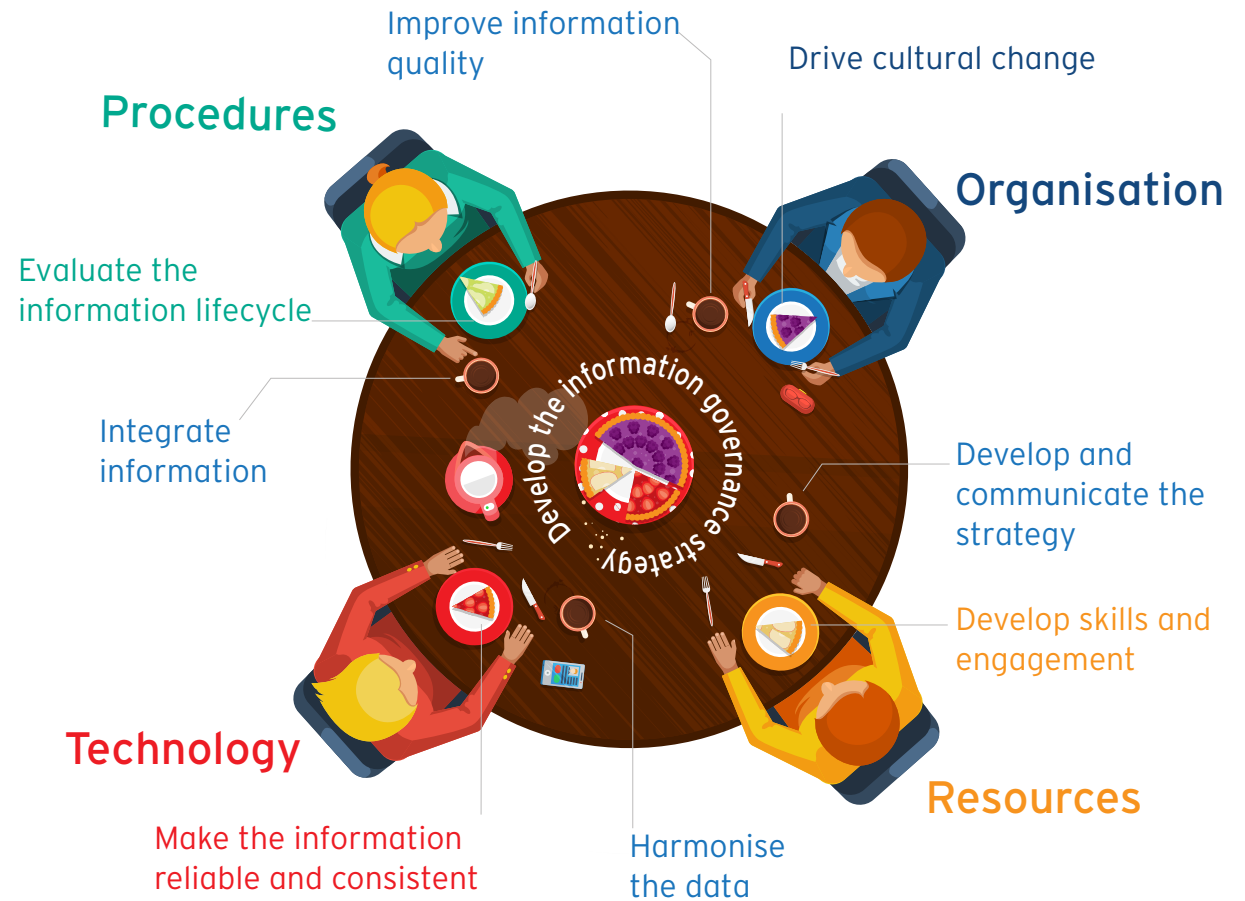 Improve information
quality
Drive cultural change
Procedures
Organisation
Evaluate the
information lifecycle
Develop the information governance strategy
Integrate
information
Develop and
communicate the
strategy
Develop skills and
engagement
Technology
Resources
Make the information
reliable and consistent
Harmonise
the data